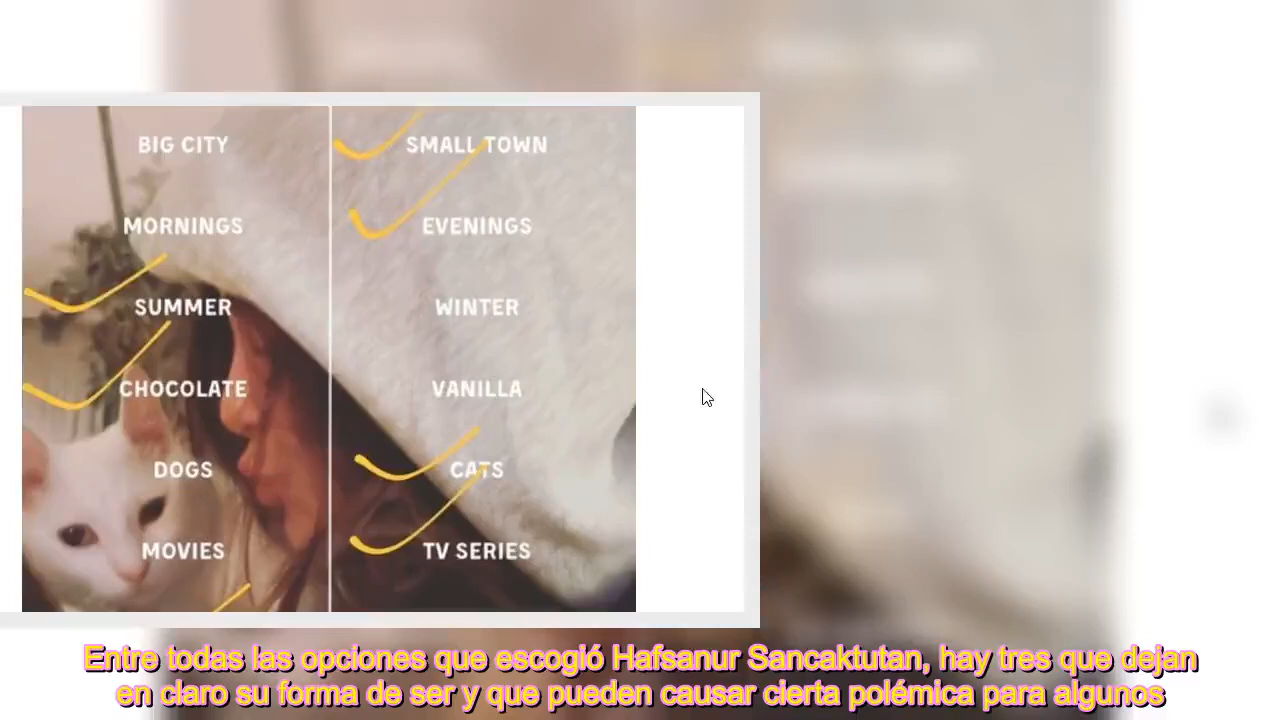 BIG CITY SMALL TOWN
MORNINGS EVENINGS
SUMMER WINTER
CHOCOLATE VANILLA
DOGS CATS
MOVIES TV SERIES
Entre todas las opciones que escogió Hafsanur Sancaktutan, hay tres que dejan
en claro su forma de ser y que pueden causar cierta polémica para algunos